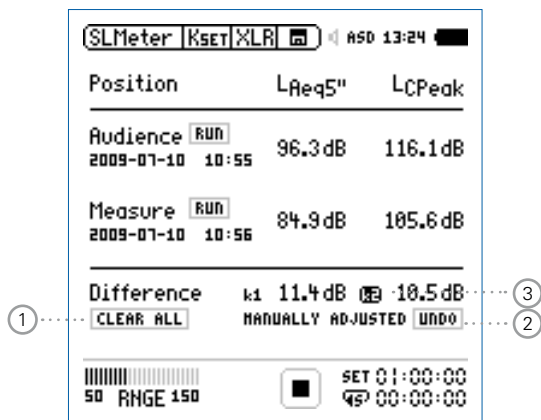 SLMeter KSET XLR ASD 13:24
Position LAeq5" LCPeak
Audience RUN 96.3dB 116.1dB
2009-07-10 10:55
Measure RUN 84.9dB 105.6dB
2009-07-10 10:56
Difference k1 11.4dB k2 10.5dB 3
1 CLEAR ALL MANUALLY ADJUSTED UNDO 2
SET 01:00:00
50 RNGE 150 00:00:00